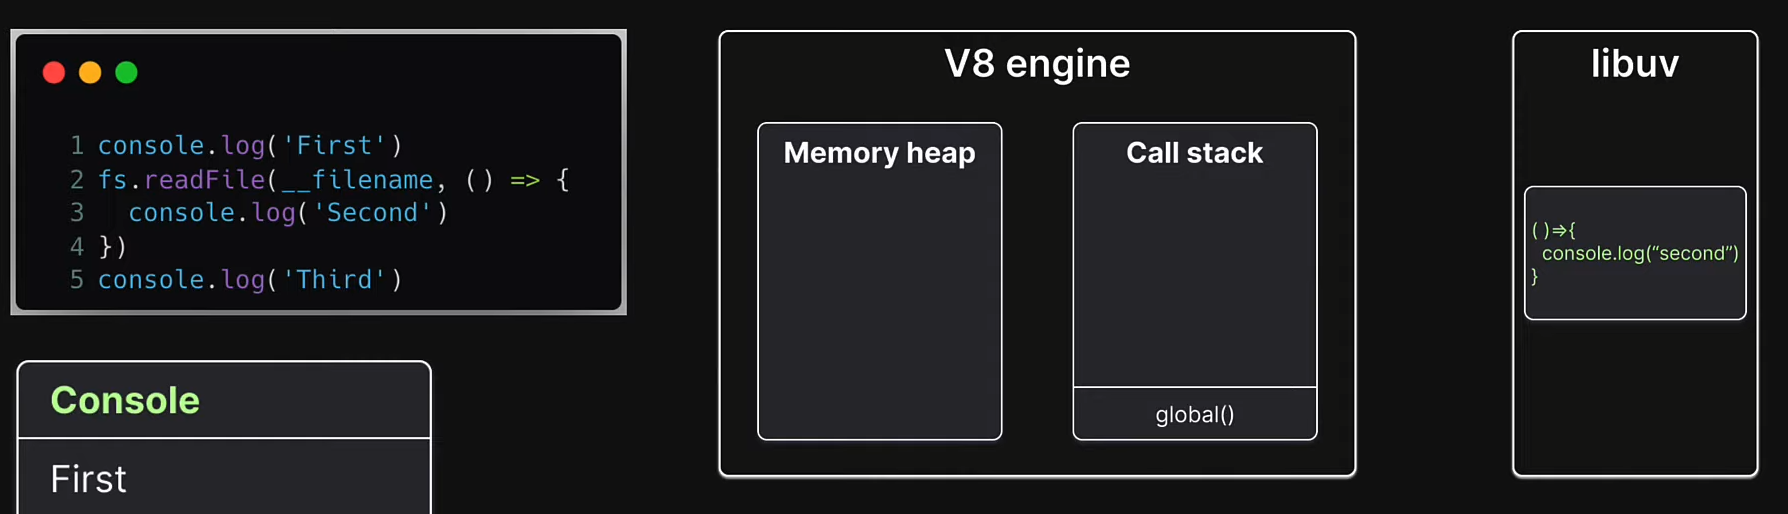 1 console.log('First')
2 fs.readFile(__filename, () => {
3   console.log('Second')
4 })
5 console.log('Third')
Console
First
V8 engine
Memory heap
Call stack
global()
libuv
()=>{
  console.log(“second”)
}